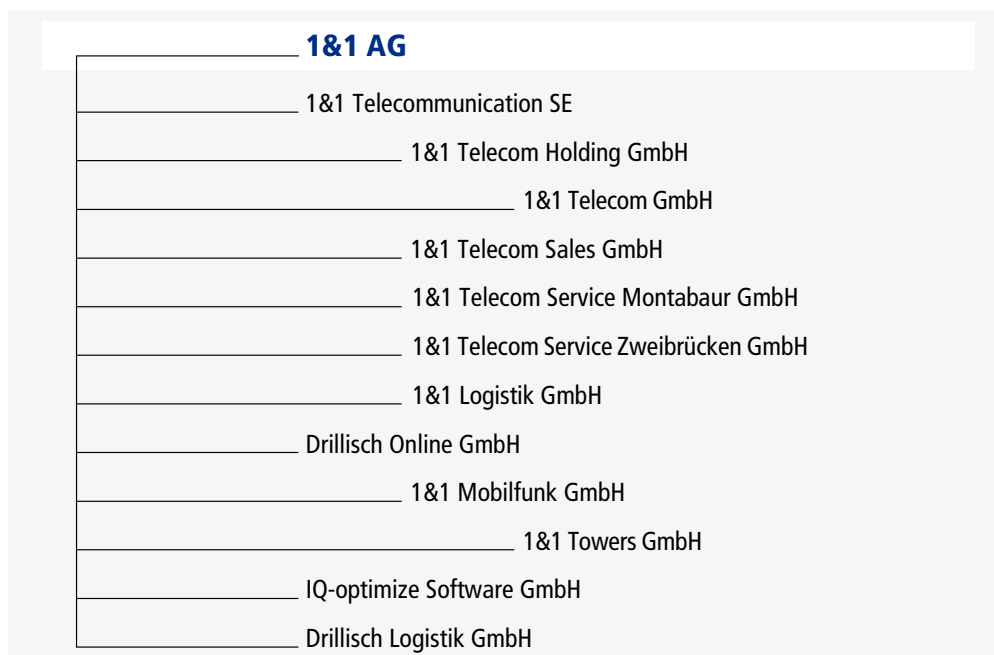 1&1 AG
1&1 Telecommunication SE
1&1 Telecom Holding GmbH
1&1 Telecom GmbH
1&1 Telecom Sales GmbH
1&1 Telecom Service Montabaur GmbH
1&1 Telecom Service Zweibrücken GmbH
1&1 Logistik GmbH
Drillisch Online GmbH
1&1 Mobilfunk GmbH
1&1 Towers GmbH
IQ-optimize Software GmbH
Drillisch Logistik GmbH